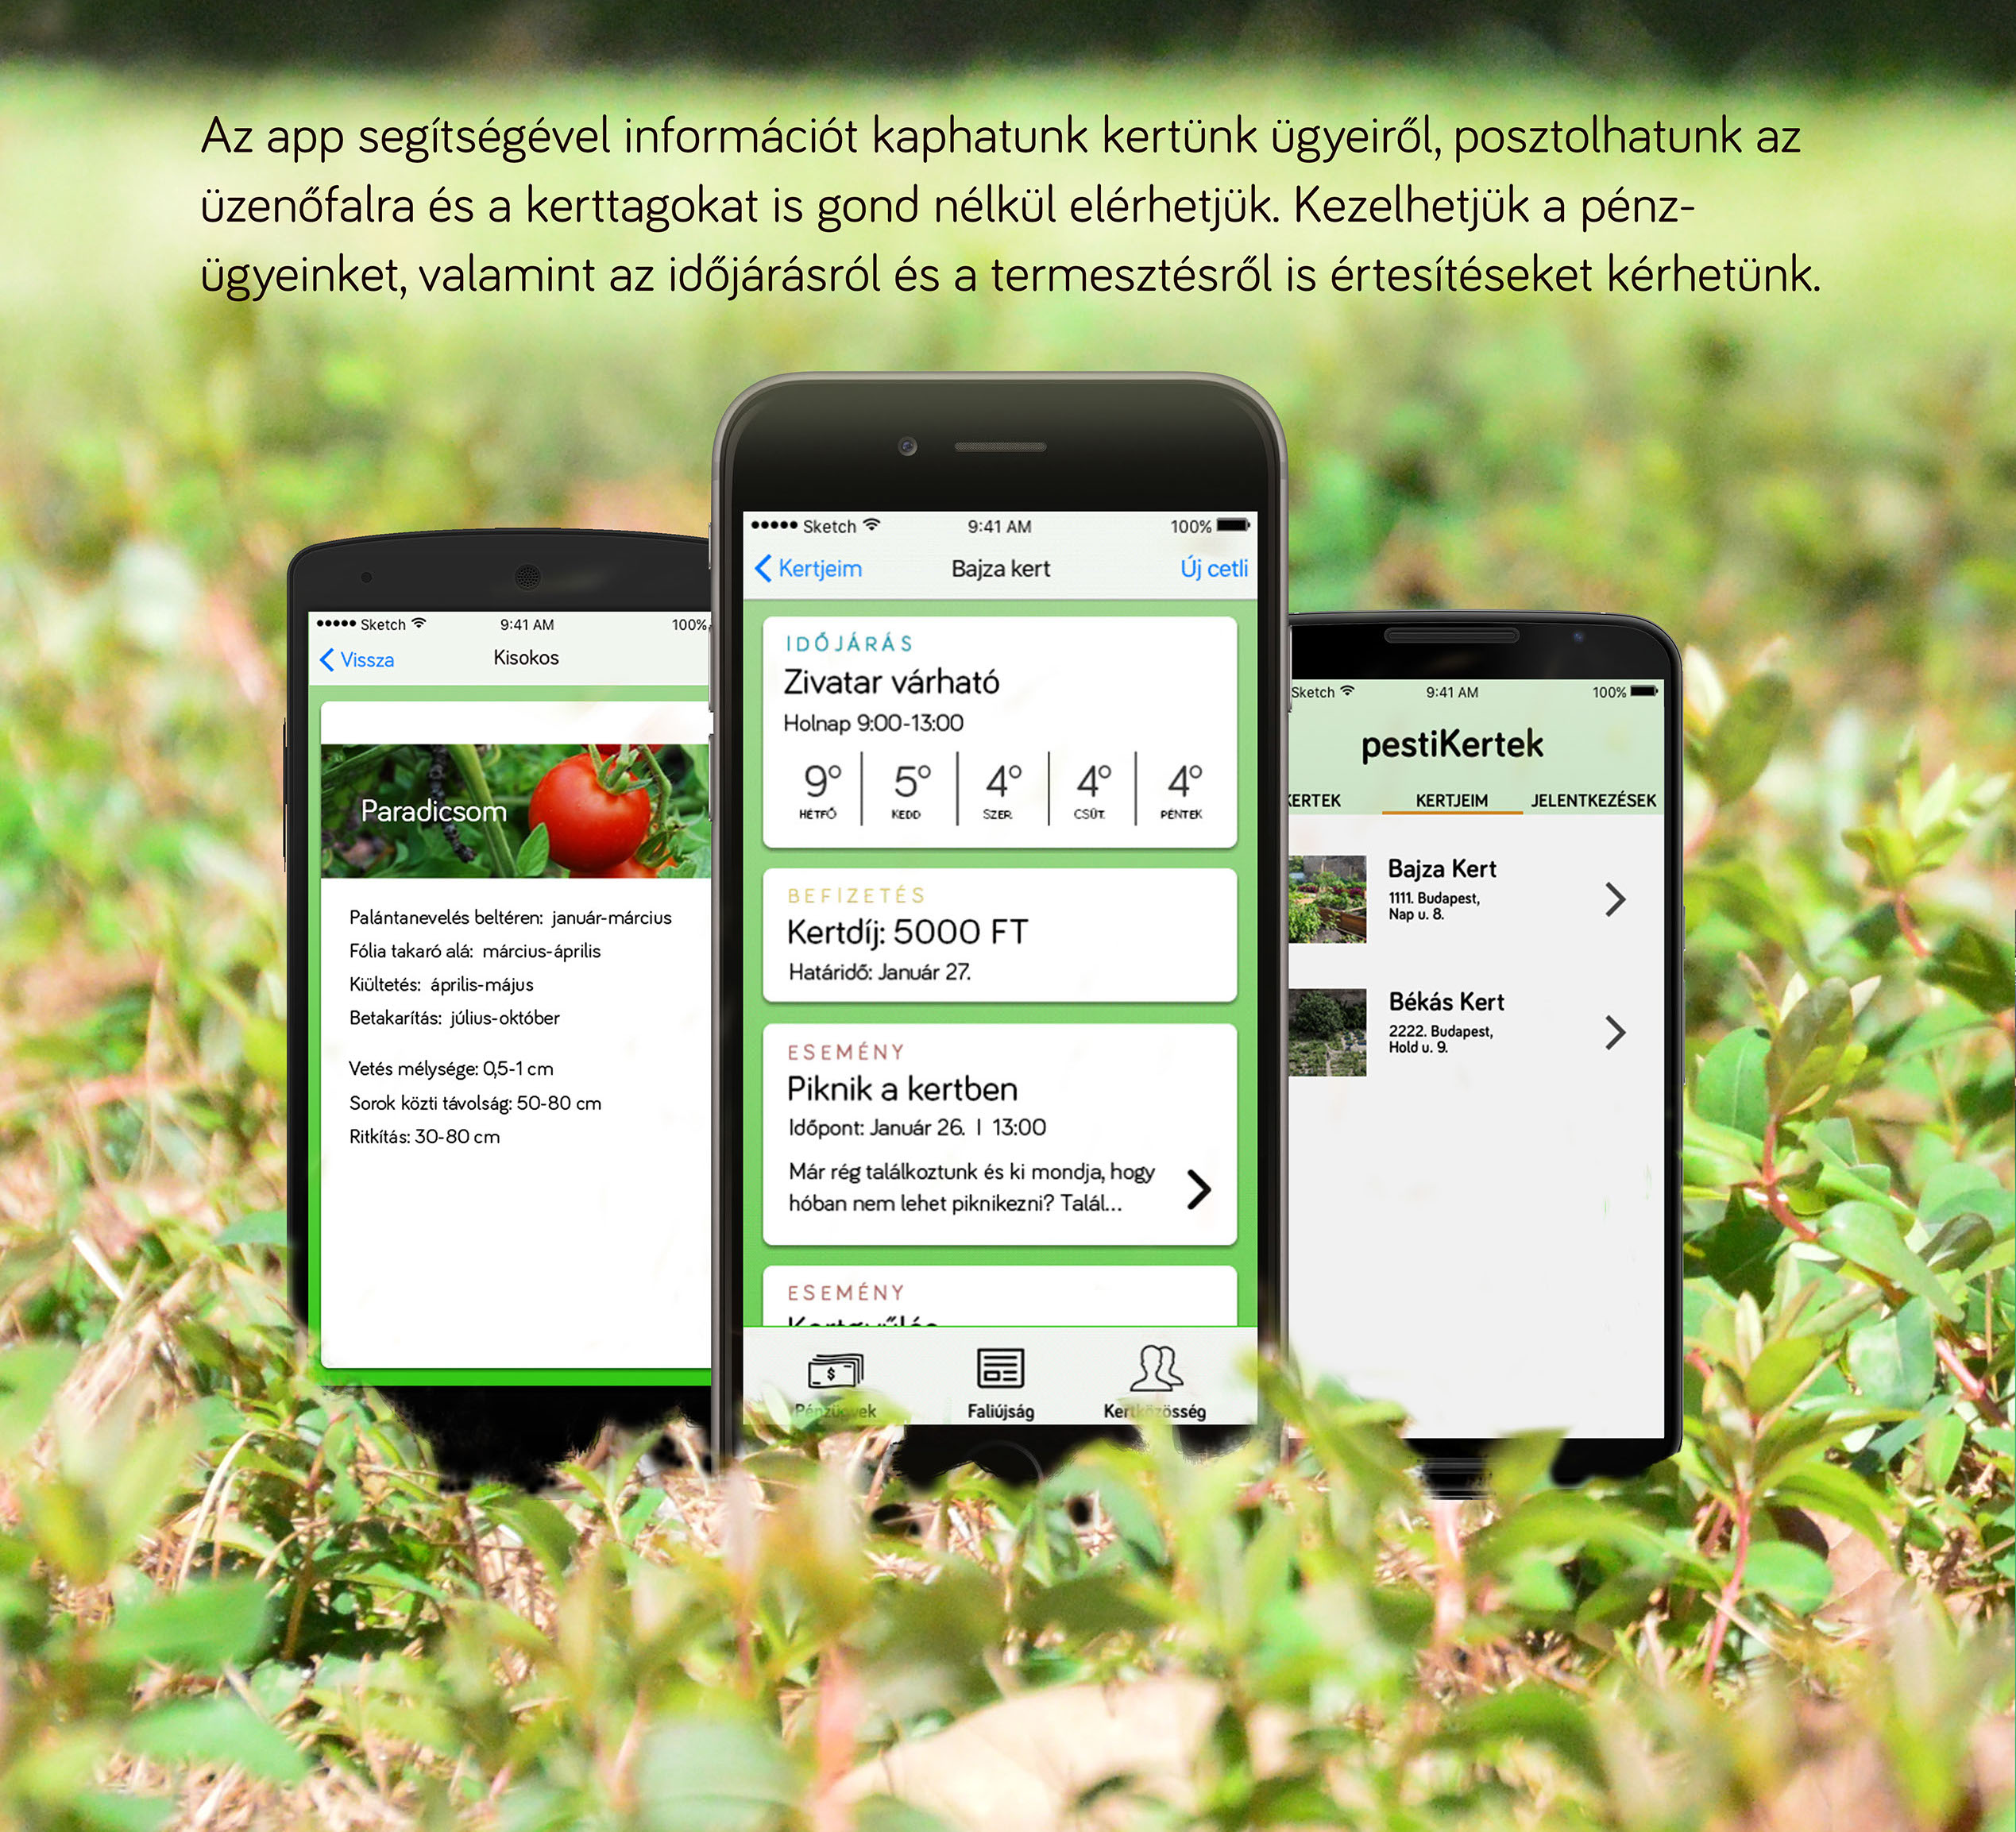 Az app segítségével információt kaphatunk kertünk ügyeiről, posztolhatunk az
üzenőfalra és a kerttagokat is gond nélkül elérhetjük. Kezelhetjük a pénz-
ügyeinket, valamint az időjárásról és a termesztésről is értesítéseket kérhetünk.
Sketch 9:41 AM 100%
Vissza Kisokos
Paradicsom
Palántanevelés beltéren: január-március
Fólia takaró alá: március-április
Kiültetés: április-május
Betakarítás: július-október
Vetés mélysége: 0,5-1 cm
Sorok közti távolság: 50-80 cm
Ritkítás: 30-80 cm
Sketch 9:41 AM 100%
Kertjeim Bajza kert Új cetli
IDŐJÁRÁS
Zivatar várható
Holnap 9:00-13:00
9° 5° 4° 4° 4°
HÉTFŐ KEDD SZER. CSÜT. PÉNTEK
BEFIZETÉS
Kertdíj: 5000 FT
Határidő: Január 27.
ESEMÉNY
Piknik a kertben
Időpont: Január 26. | 13:00
Már rég találkoztunk és ki mondja, hogy
hóban nem lehet piknikezni? Talál...
ESEMÉNY
Kertgyűlés
Pénzügyek Faliújság Kertközösség
Sketch 9:41 AM 100%
pestiKertek
KERTEK KERTJEIM JELENTKEZÉSEK
Bajza Kert
1111. Budapest,
Nap u. 8.
Békás Kert
2222. Budapest,
Hold u. 9.